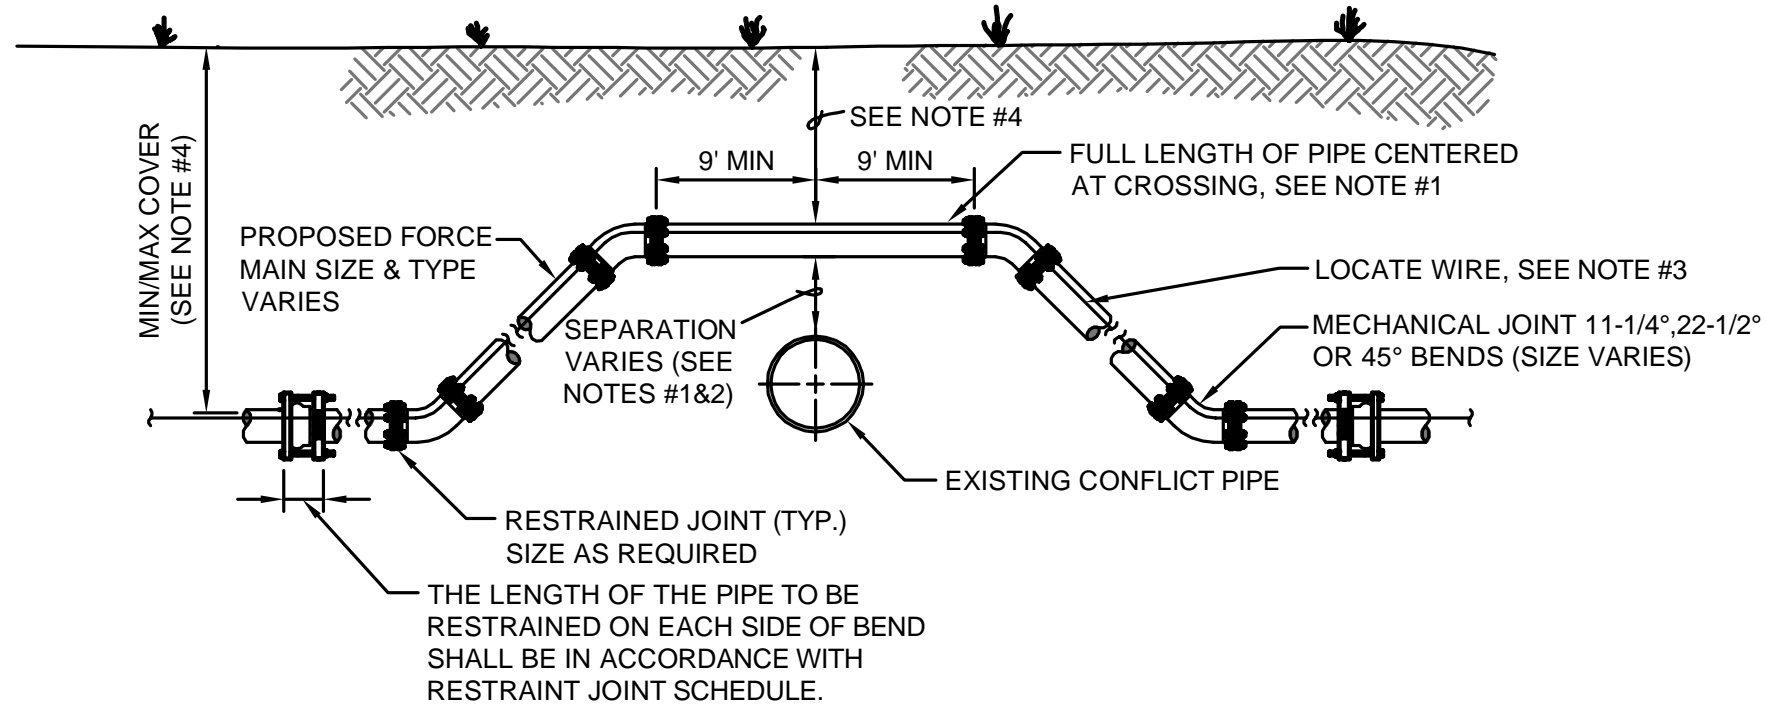 MIN/MAX COVER
(SEE NOTE #4)
SEE NOTE #4
9' MIN
9' MIN
FULL LENGTH OF PIPE CENTERED
AT CROSSING, SEE NOTE #1
PROPOSED FORCE
MAIN SIZE & TYPE
VARIES
LOCATE WIRE, SEE NOTE #3
SEPARATION
VARIES (SEE
NOTES #1&2)
MECHANICAL JOINT 11-1/4°,22-1/2°
OR 45° BENDS (SIZE VARIES)
EXISTING CONFLICT PIPE
RESTRAINED JOINT (TYP.)
SIZE AS REQUIRED
THE LENGTH OF THE PIPE TO BE
RESTRAINED ON EACH SIDE OF BEND
SHALL BE IN ACCORDANCE WITH
RESTRAINT JOINT SCHEDULE.